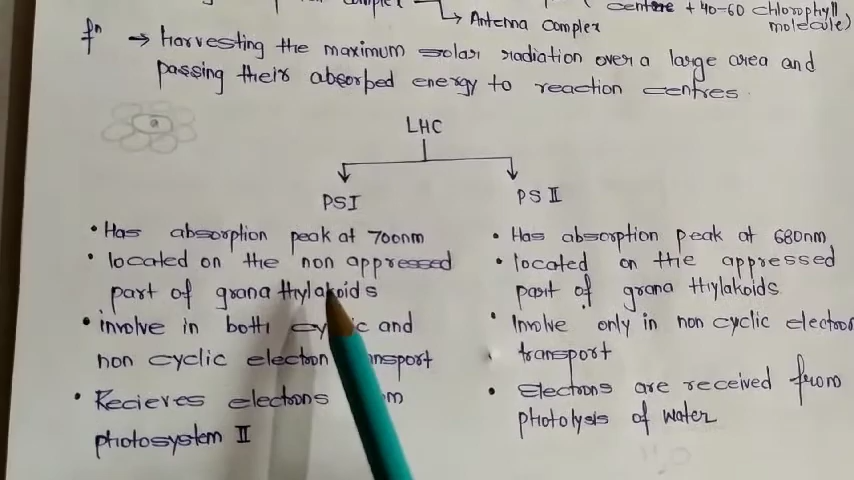 complex
centre + 40-60 chlorophyll
molecule)
Antenna complex
fⁿ → Harvesting the maximum solar radiation over a large area and
passing their absorbed energy to reaction centres
a
LHC
PSI
• Has absorption peak at 700nm
• located on the non appressed
part of grana thylakoids
• involve in both and
non cyclic electron
• Recieves electrons
photosystem II
PS II
• Has absorption peak at 680nm
• located on the appressed
part of grana thylakoids
• Involve only in non cyclic electron
transport
• Electrons are received from
photolysis of water